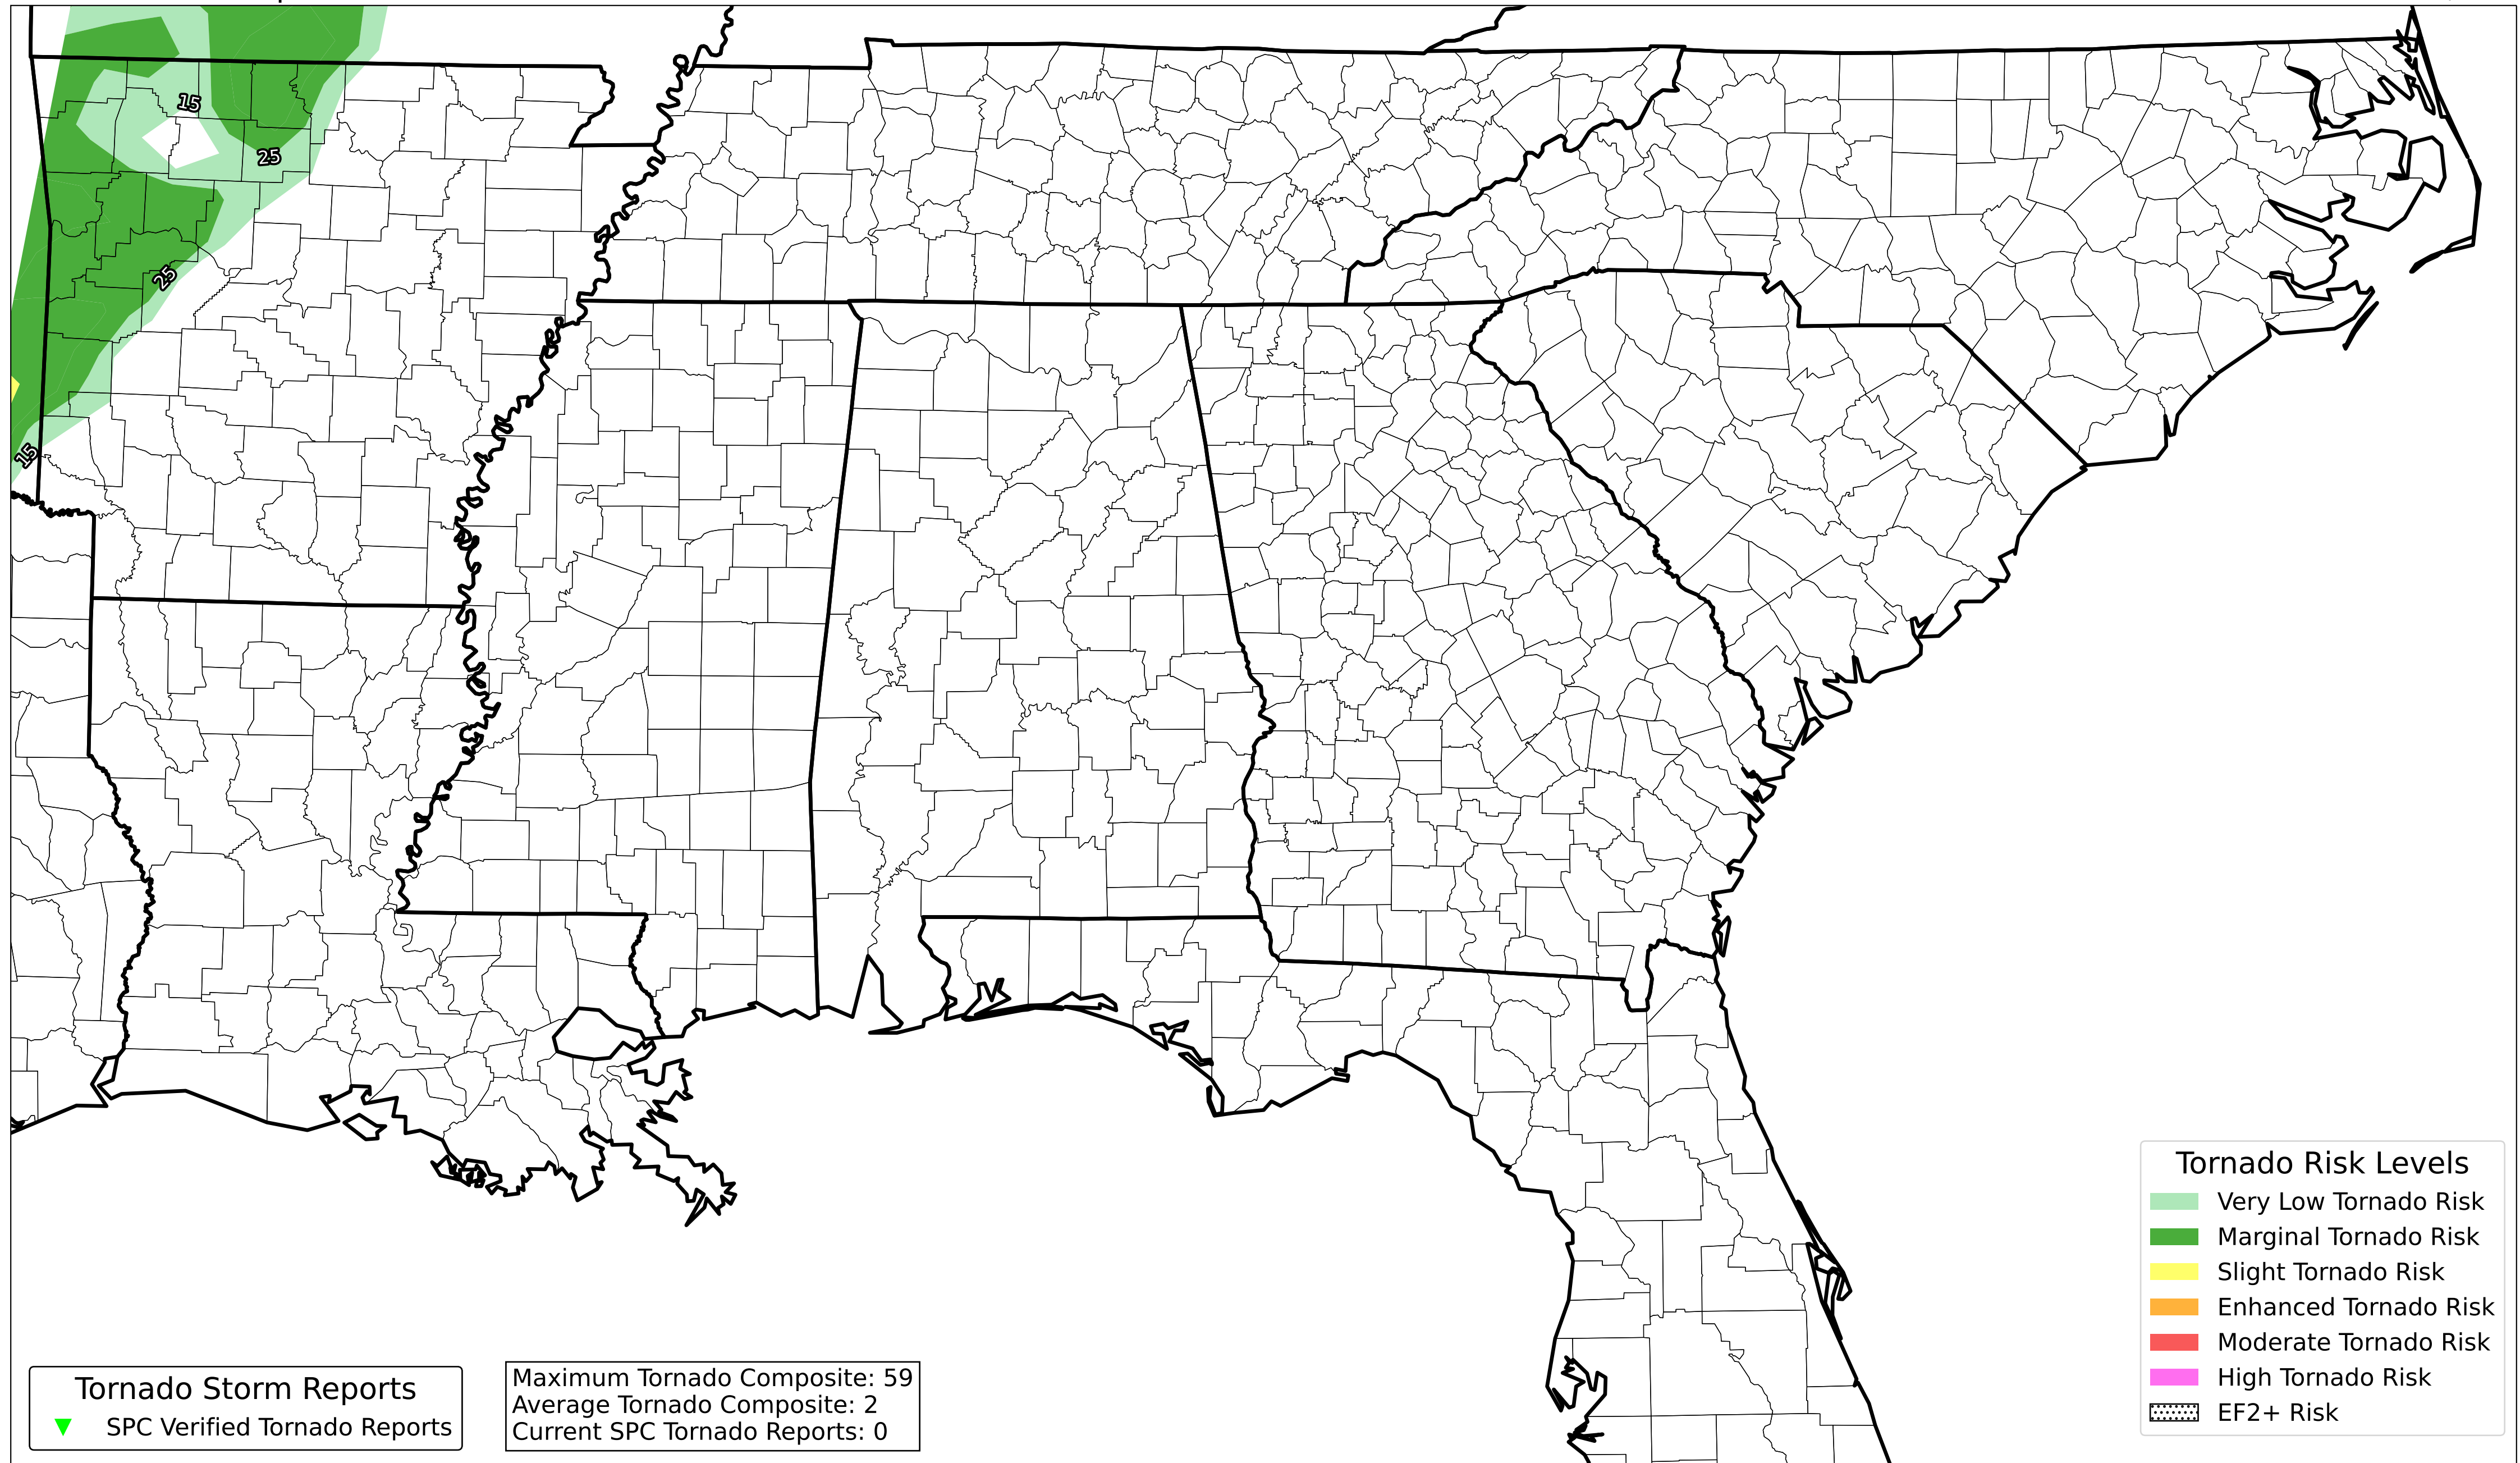 15
25
25
15
Tornado Risk Levels
Very Low Tornado Risk
Marginal Tornado Risk
Slight Tornado Risk
Enhanced Tornado Risk
Moderate Tornado Risk
High Tornado Risk
EF2+ Risk
Tornado Storm Reports
SPC Verified Tornado Reports
Maximum Tornado Composite: 59
Average Tornado Composite: 2
Current SPC Tornado Reports: 0